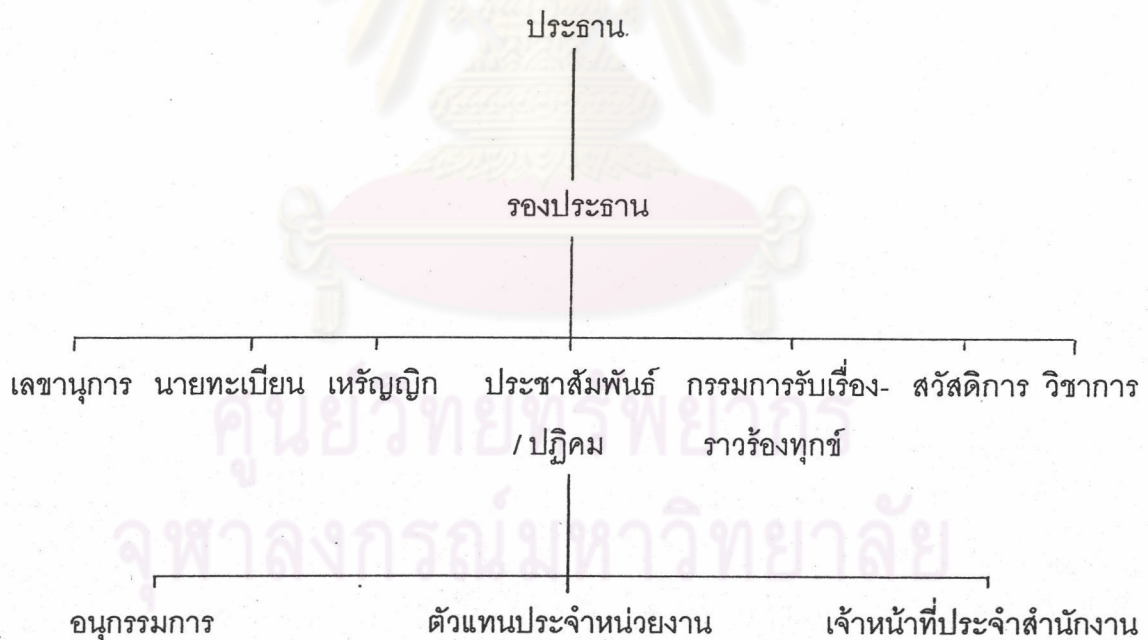 ประธาน.
รองประธาน
เลขานุการ นายทะเบียน เหรัญญิก ประชาสัมพันธ์ กรรมการรับเรื่อง- สวัสดิการ วิชาการ
/ ปฏิคม ราวร้องทุกข์
ศูนย์วิทยทรัพยากร
จุฬาลงกรณ์มหาวิทยาลัย
อนุกรรมการ ตัวแทนประจำหน่วยงาน เจ้าหน้าที่ประจำสำนักงาน